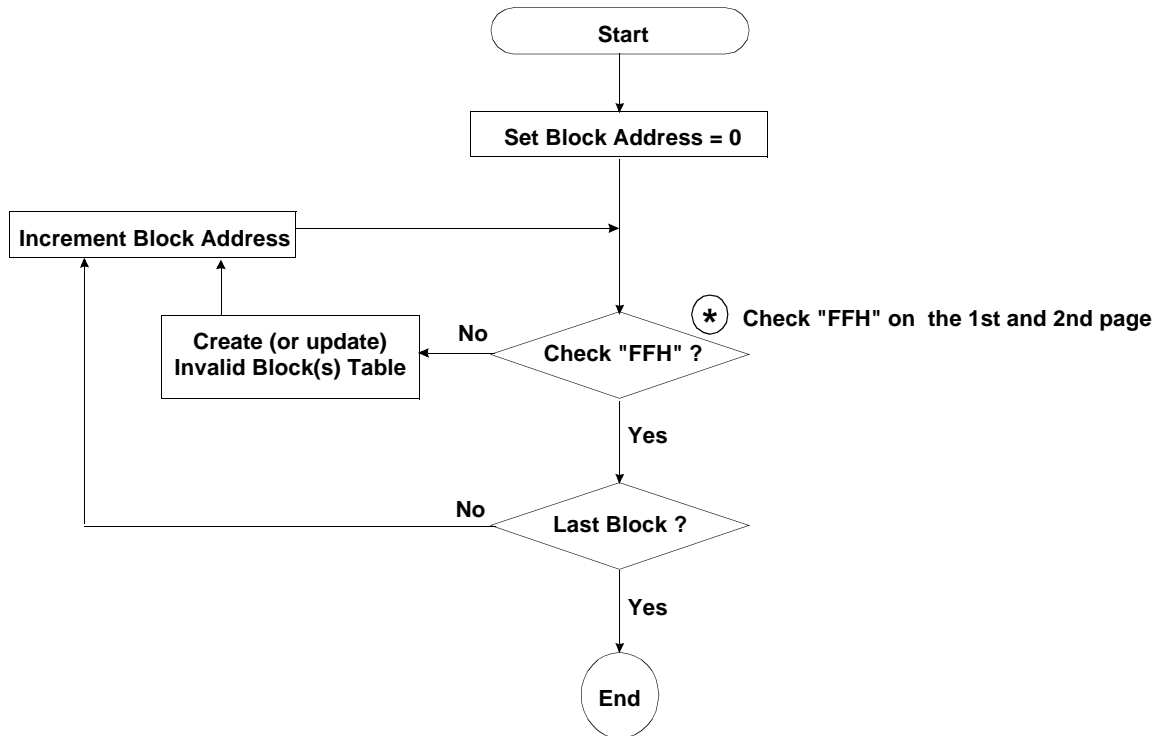 Start
Set Block Address = 0
Increment Block Address
* Check "FFH" on the 1st and 2nd page
No
Create (or update)
Invalid Block(s) Table
Check "FFH" ?
Yes
No
Last Block ?
Yes
End